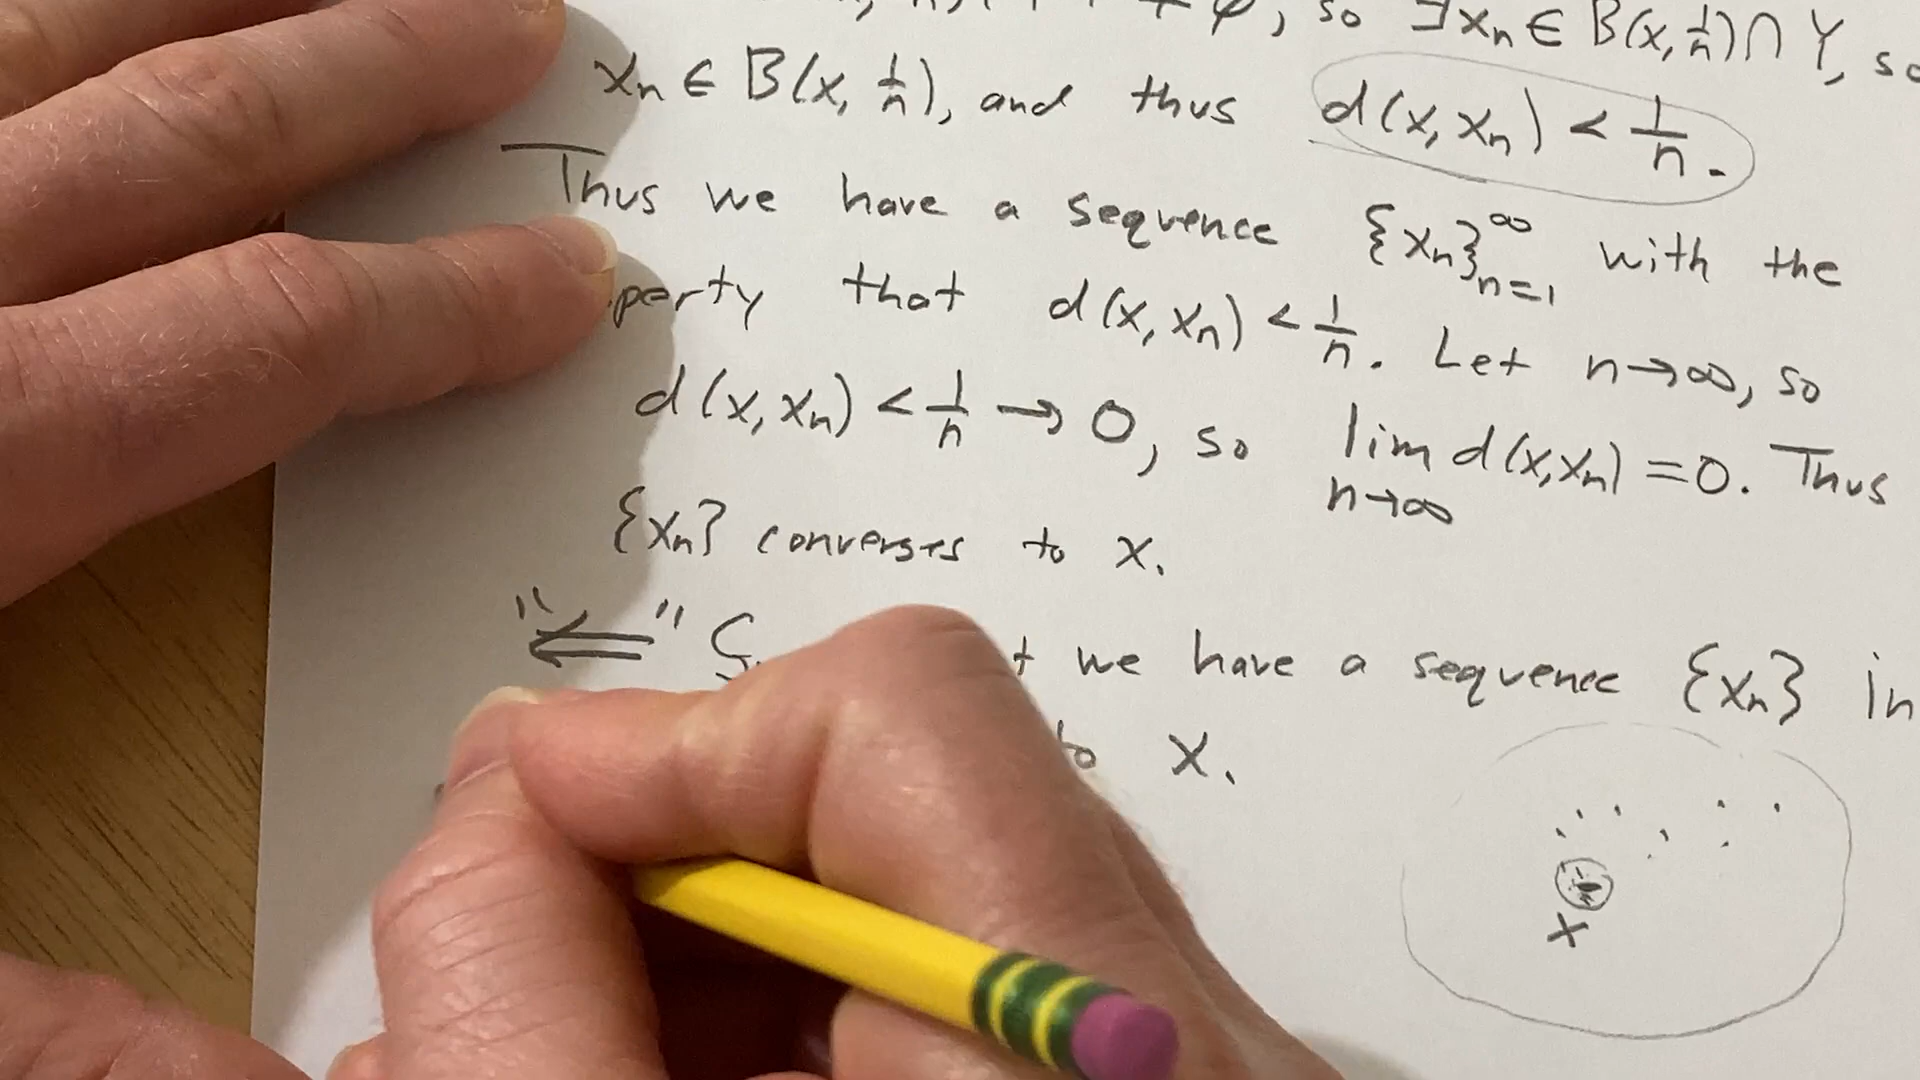 ≠ φ, so ∃xₙ ∈ B(x, 1/n) ∩ Y, so
xₙ ∈ B(x, 1/n), and thus d(x, xₙ) < 1/n.
Thus we have a sequence {xₙ}∞n=1 with the
perty that d(x, xₙ) < 1/n. Let n→∞, so
d(x, xₙ) < 1/n → 0, so lim n→∞ d(x, xₙ) = 0. Thus
{xₙ} converges to x.
"⟸" we have a sequence {xₙ} in
to x.
x